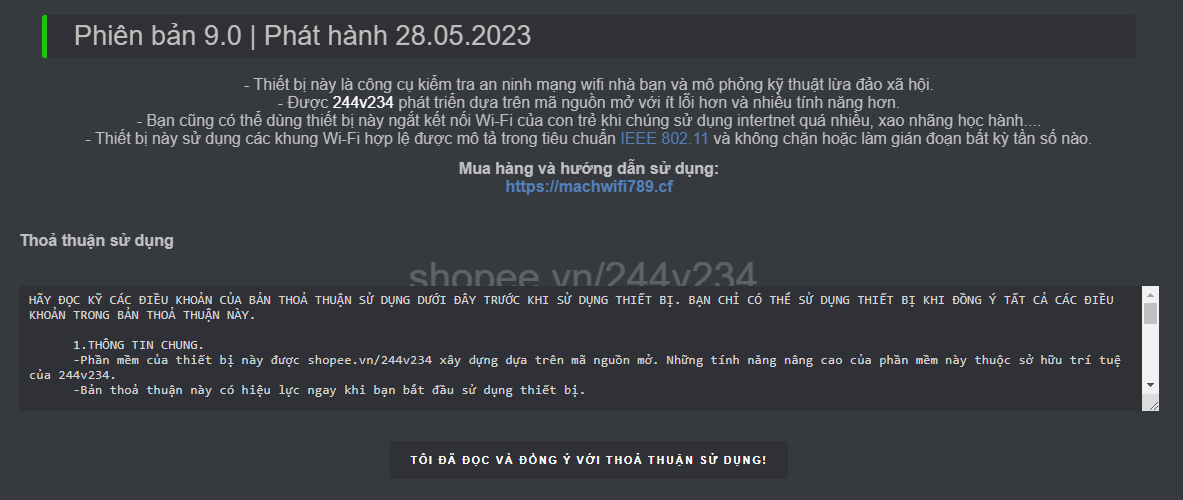 Phiên bản 9.0 | Phát hành 28.05.2023
- Thiết bị này là công cụ kiểm tra an ninh mạng wifi nhà bạn và mô phỏng kỹ thuật lừa đảo xã hội.
- Được 244v234 phát triển dựa trên mã nguồn mở với ít lỗi hơn và nhiều tính năng hơn.
- Bạn cũng có thể dùng thiết bị này ngắt kết nối Wi-Fi của con trẻ khi chúng sử dụng intertnet quá nhiều, xao nhãng học hành....
- Thiết bị này sử dụng các khung Wi-Fi hợp lệ được mô tả trong tiêu chuẩn IEEE 802.11 và không chặn hoặc làm gián đoạn bất kỳ tần số nào.
Mua hàng và hướng dẫn sử dụng:
https://machwifi789.cf
Thoả thuận sử dụng
shopee.vn/244v234
HÃY ĐỌC KỸ CÁC ĐIỀU KHOẢN CỦA BẢN THOẢ THUẬN SỬ DỤNG DƯỚI ĐÂY TRƯỚC KHI SỬ DỤNG THIẾT BỊ. BẠN CHỈ CÓ THỂ SỬ DỤNG THIẾT BỊ KHI ĐỒNG Ý TẤT CẢ CÁC ĐIỀU
KHOẢN TRONG BẢN THOẢ THUẬN NÀY.
1.THÔNG TIN CHUNG.
-Phần mềm của thiết bị này được shopee.vn/244v234 xây dựng dựa trên mã nguồn mở. Những tính năng nâng cao của phần mềm này thuộc sở hữu trí tuệ
của 244v234.
-Bản thoả thuận này có hiệu lực ngay khi bạn bắt đầu sử dụng thiết bị.
TÔI ĐÃ ĐỌC VÀ ĐỒNG Ý VỚI THOẢ THUẬN SỬ DỤNG!